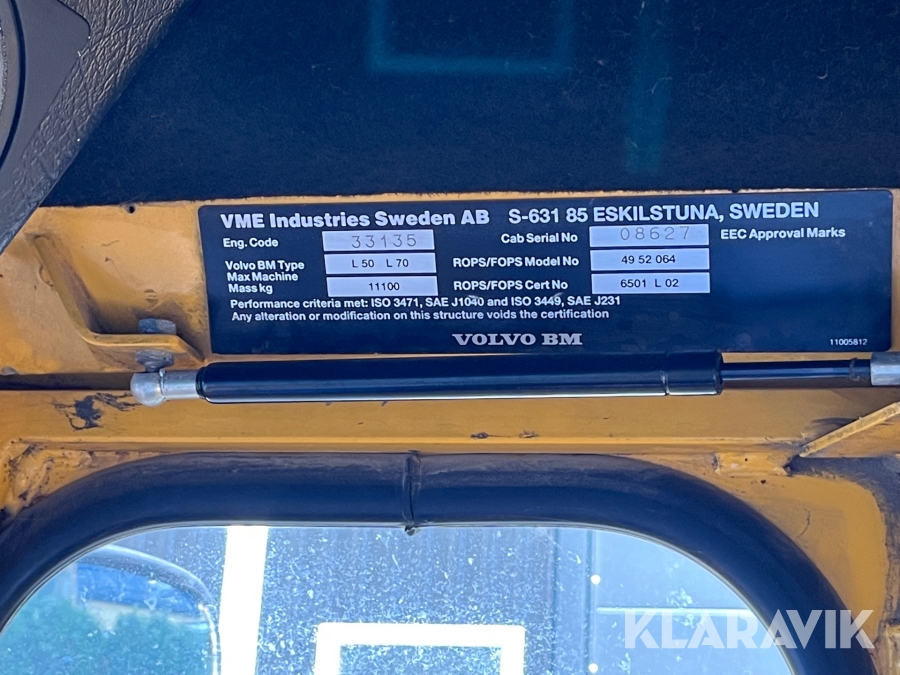 VME Industries Sweden AB S-631 85 ESKILSTUNA, SWEDEN
Eng. Code 33135 Cab Serial No 08627 EEC Approval Marks
Volvo BM Type L 50 L 70 ROPS/FOPS Model No 49 52 064
Max Machine
Mass kg 11100 ROPS/FOPS Cert No 6501 L 02
Performance criteria met: ISO 3471, SAE J1040 and ISO 3449, SAE J231
Any alteration or modification on this structure voids the certification
VOLVO BM
11005812
KLARAVIK